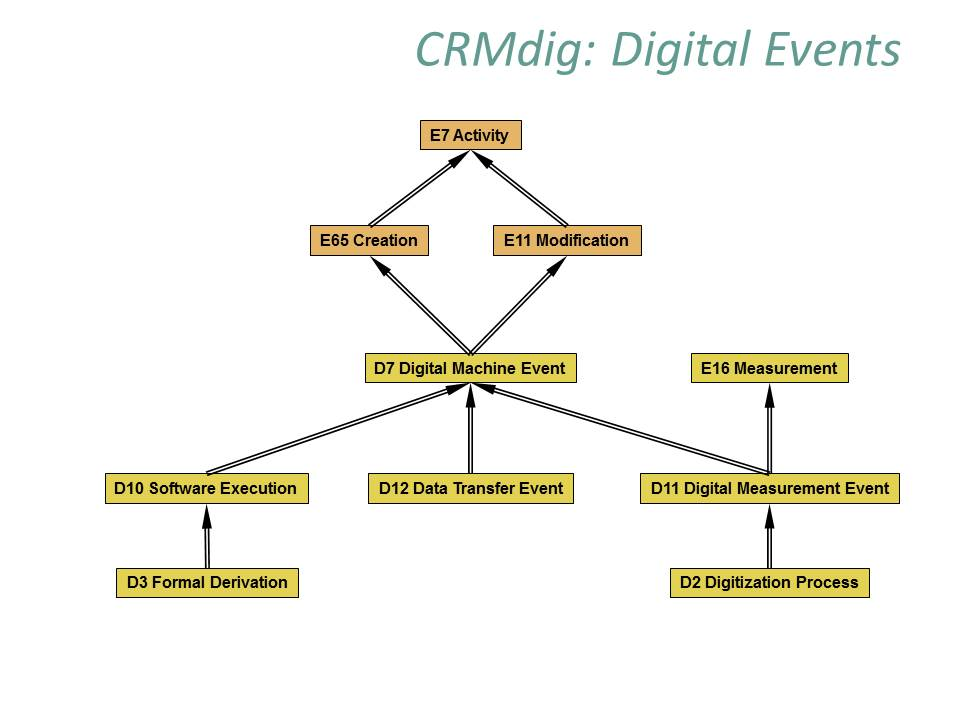 CRMdig: Digital Events
E7 Activity
E65 Creation
E11 Modification
D7 Digital Machine Event
E16 Measurement
D10 Software Execution
D12 Data Transfer Event
D11 Digital Measurement Event
D3 Formal Derivation
D2 Digitization Process